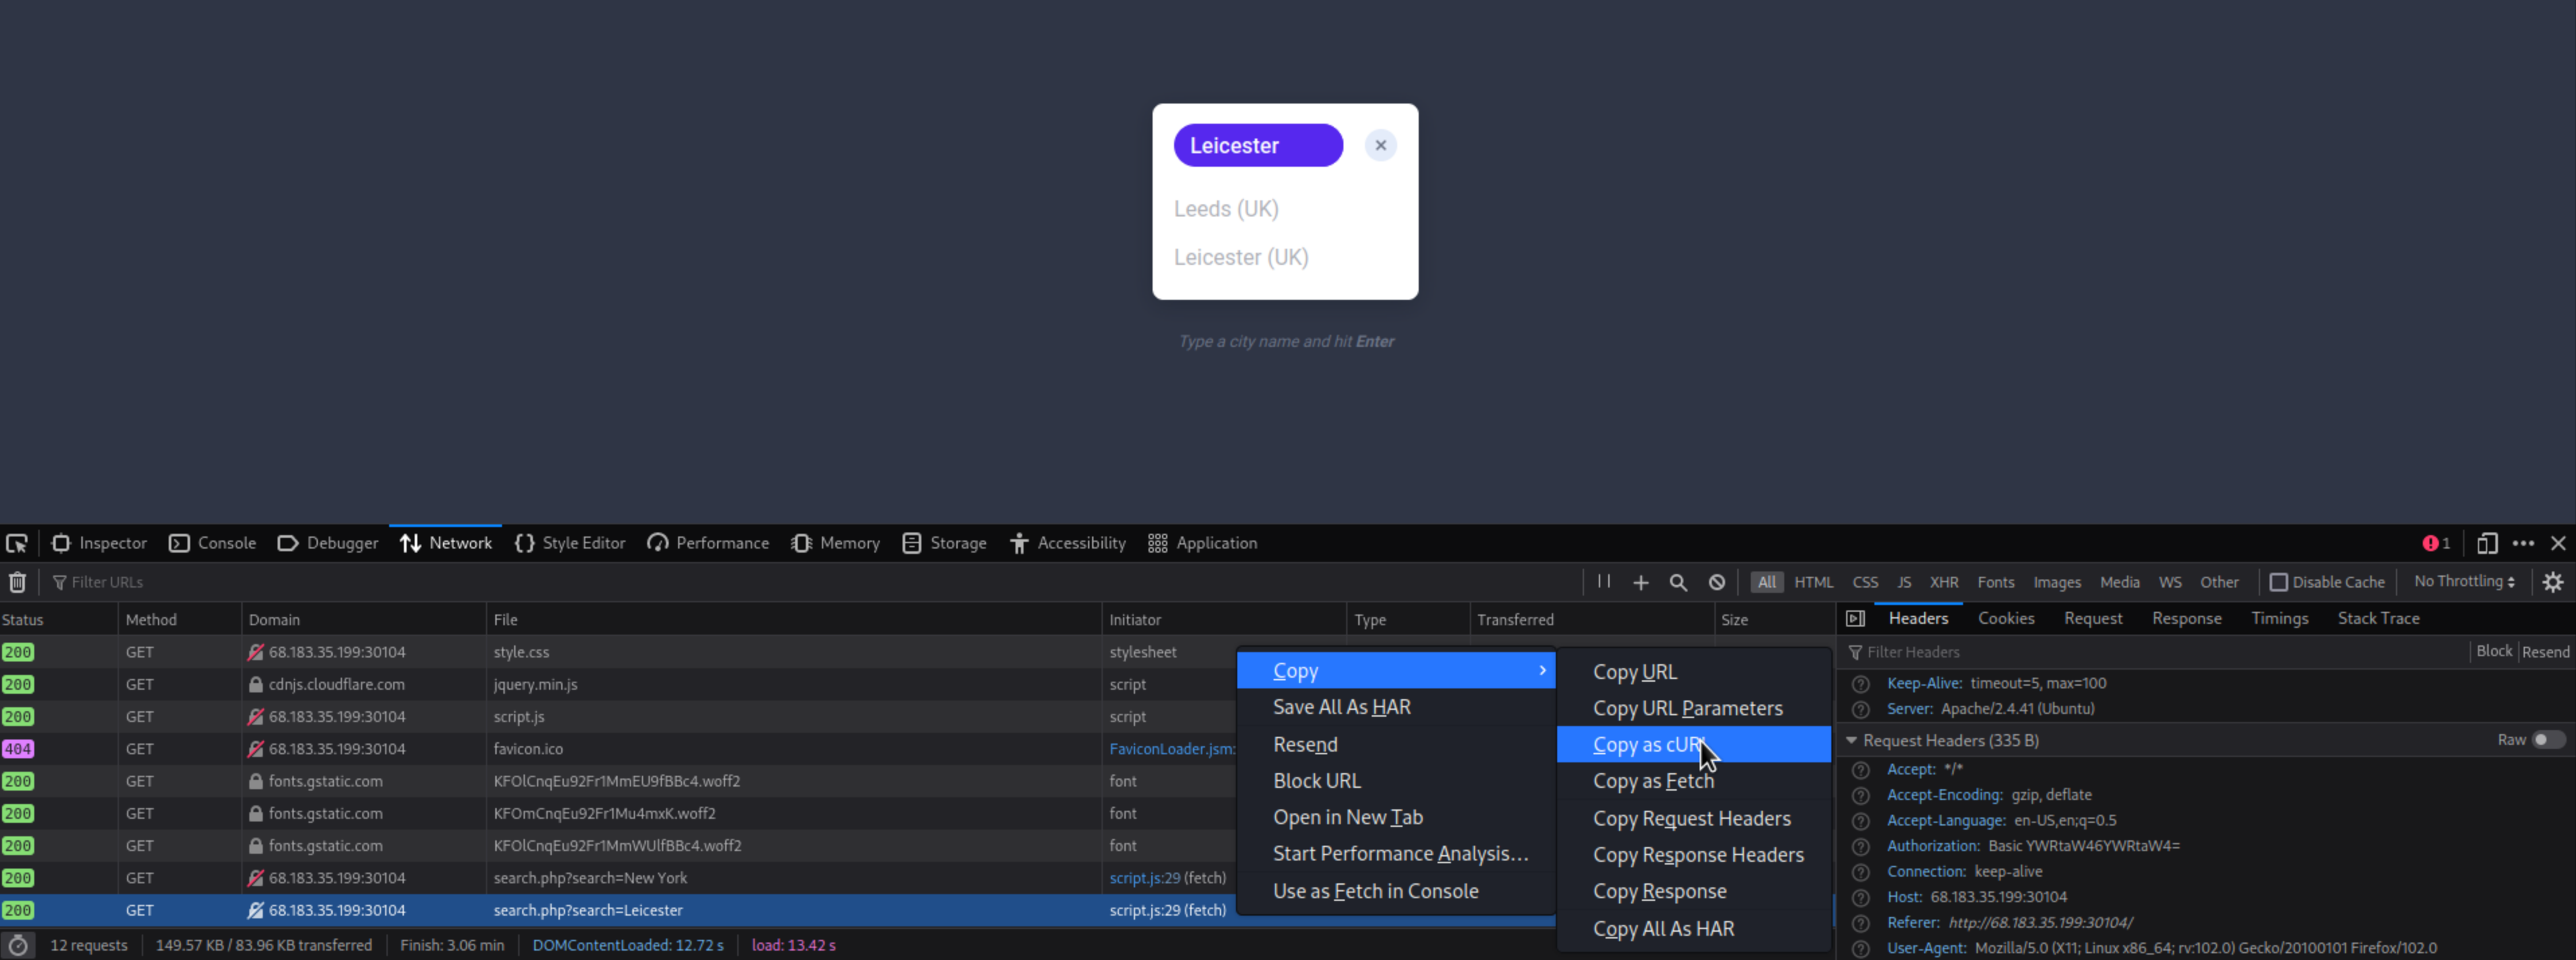 Leicester
Leeds (UK)
Leicester (UK)
Type a city name and hit Enter
Inspector Console Debugger Network Style Editor Performance Memory Storage Accessibility Application 1
Filter URLs All HTML CSS JS XHR Fonts Images Media WS Other Disable Cache No Throttling
Status Method Domain File Initiator Type Transferred Size
200 GET 68.183.35.199:30104 style.css stylesheet
200 GET cdnjs.cloudflare.com jquery.min.js script
200 GET 68.183.35.199:30104 script.js script
404 GET 68.183.35.199:30104 favicon.ico FaviconLoader.jsm:
200 GET fonts.gstatic.com KFOlCnqEu92Fr1MmEU9fBBc4.woff2 font
200 GET fonts.gstatic.com KFOmCnqEu92Fr1Mu4mxK.woff2 font
200 GET fonts.gstatic.com KFOlCnqEu92Fr1MmWUlfBBc4.woff2 font
200 GET 68.183.35.199:30104 search.php?search=New York script.js:29 (fetch)
200 GET 68.183.35.199:30104 search.php?search=Leicester script.js:29 (fetch)
12 requests 149.57 KB / 83.96 KB transferred Finish: 3.06 min DOMContentLoaded: 12.72 s load: 13.42 s
Copy
Save All As HAR
Resend
Block URL
Open in New Tab
Start Performance Analysis...
Use as Fetch in Console
Copy URL
Copy URL Parameters
Copy as cURL
Copy as Fetch
Copy Request Headers
Copy Response Headers
Copy Response
Copy All As HAR
Headers Cookies Request Response Timings Stack Trace
Filter Headers Block Resend
Keep-Alive: timeout=5, max=100
Server: Apache/2.4.41 (Ubuntu)
Request Headers (335 B) Raw
Accept: */*
Accept-Encoding: gzip, deflate
Accept-Language: en-US,en;q=0.5
Authorization: Basic YWRtaW46YWRtaW4=
Connection: keep-alive
Host: 68.183.35.199:30104
Referer: http://68.183.35.199:30104/
User-Agent: Mozilla/5.0 (X11; Linux x86_64; rv:102.0) Gecko/20100101 Firefox/102.0